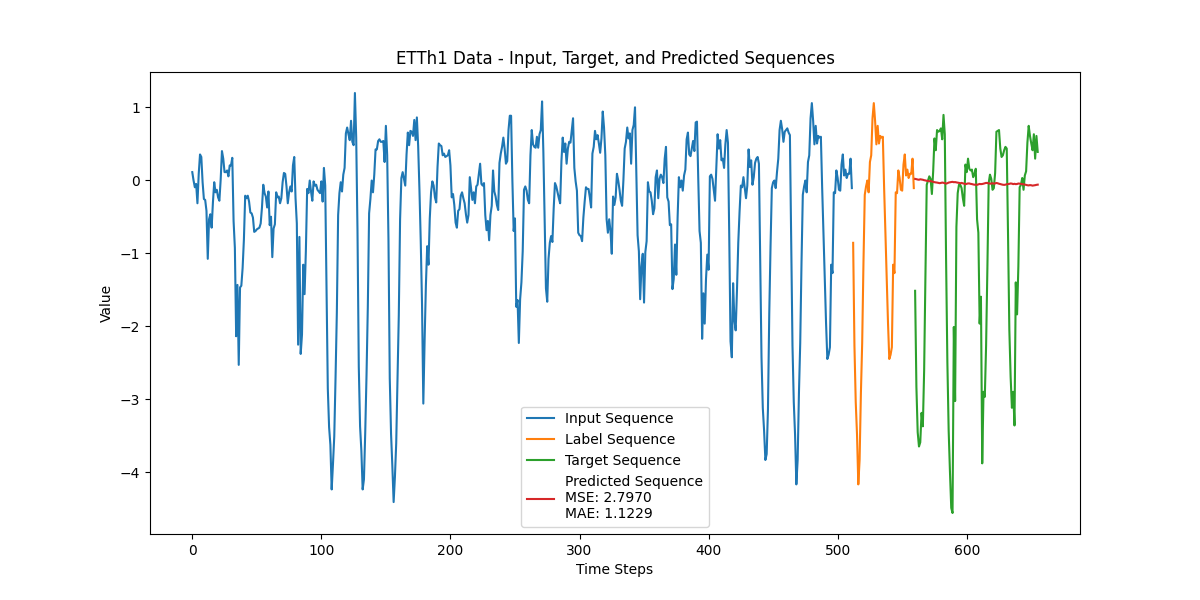 ETTh1 Data - Input, Target, and Predicted Sequences
Value
1
0
−1
−2
−3
−4
Input Sequence
Label Sequence
Target Sequence
Predicted Sequence
MSE: 2.7970
MAE: 1.1229
0 100 200 300 400 500 600
Time Steps